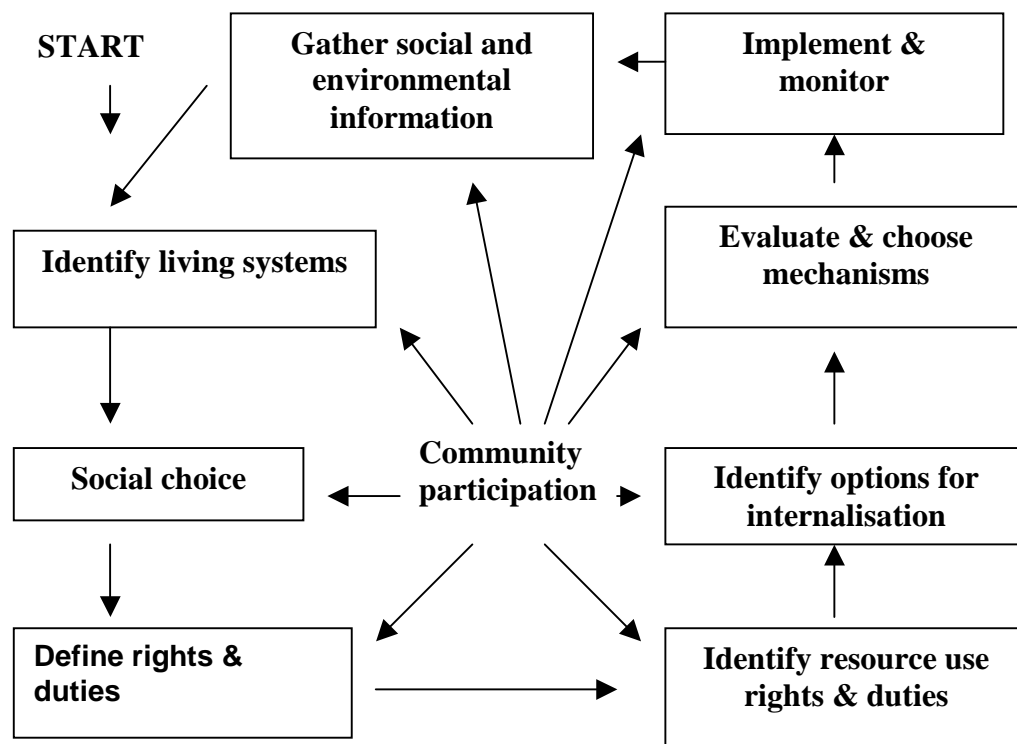 START
Gather social and
environmental
information
Implement &
monitor
Identify living systems
Evaluate & choose
mechanisms
Social choice
Community
participation
Identify options for
internalisation
Define rights &
duties
Identify resource use
rights & duties